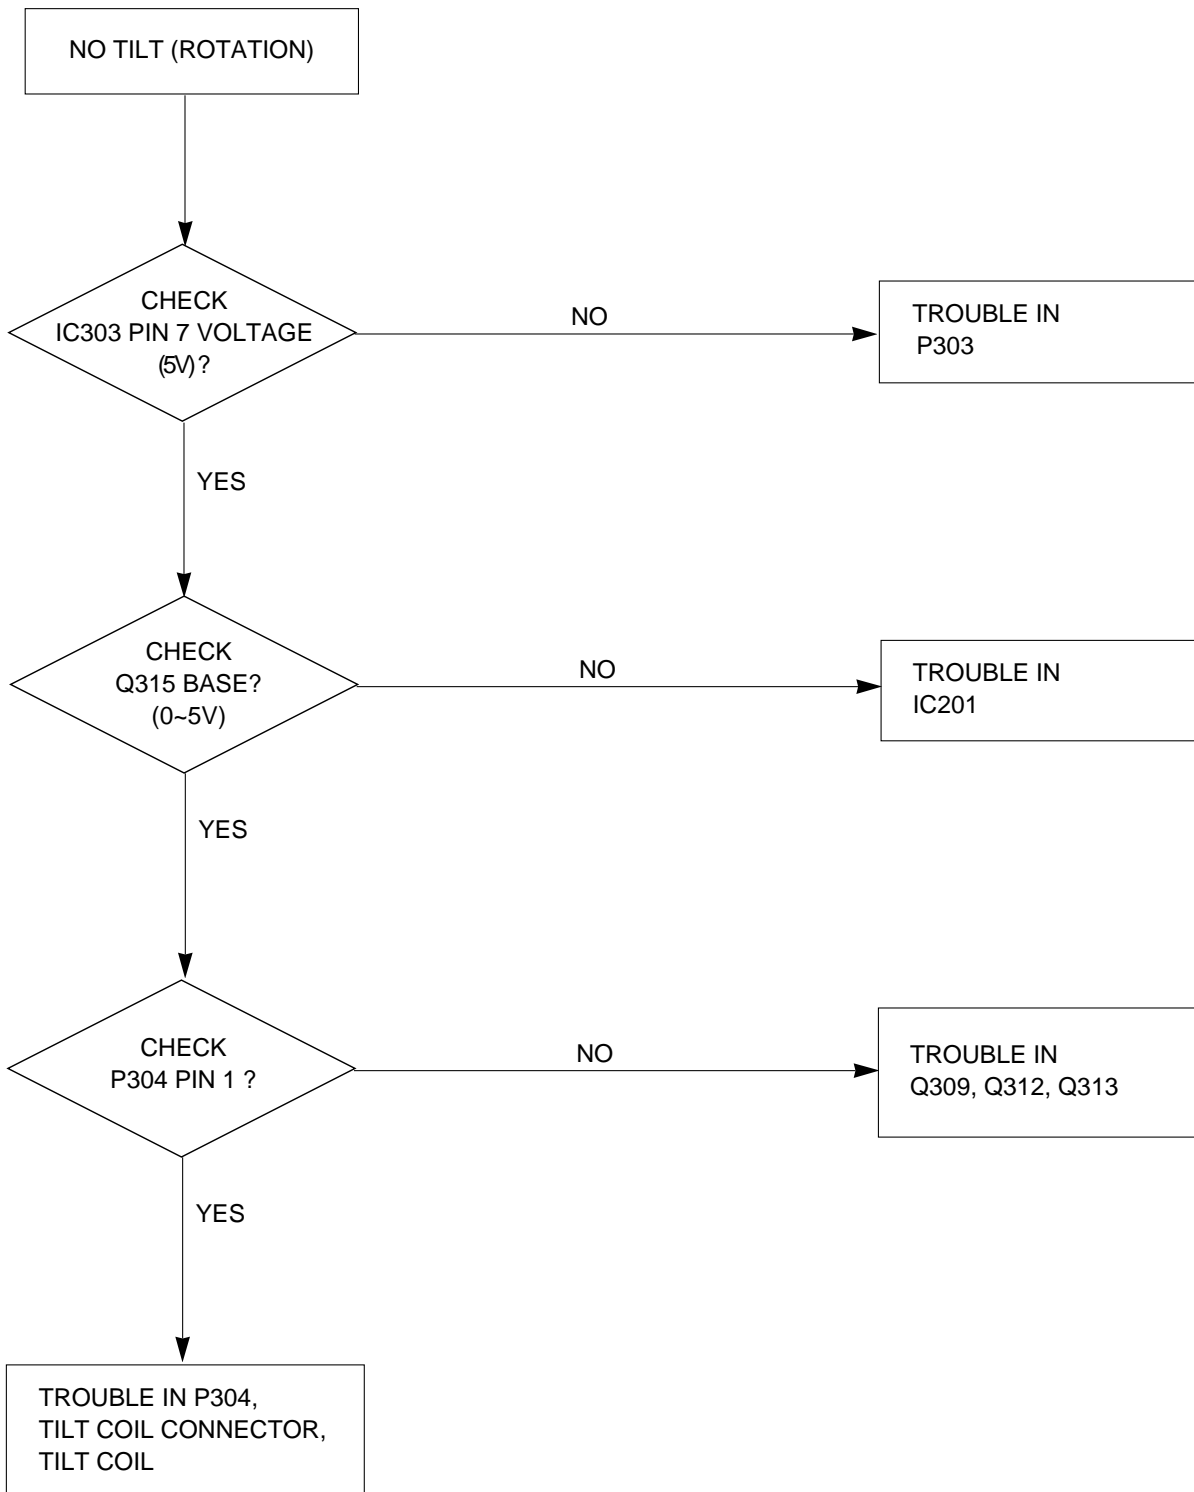 NO TILT (ROTATION)
CHECK
IC303 PIN 7 VOLTAGE
(5V)?
NO
TROUBLE IN
P303
YES
CHECK
Q315 BASE?
(0~5V)
NO
TROUBLE IN
IC201
YES
CHECK
P304 PIN 1 ?
NO
TROUBLE IN
Q309, Q312, Q313
YES
TROUBLE IN P304,
TILT COIL CONNECTOR,
TILT COIL